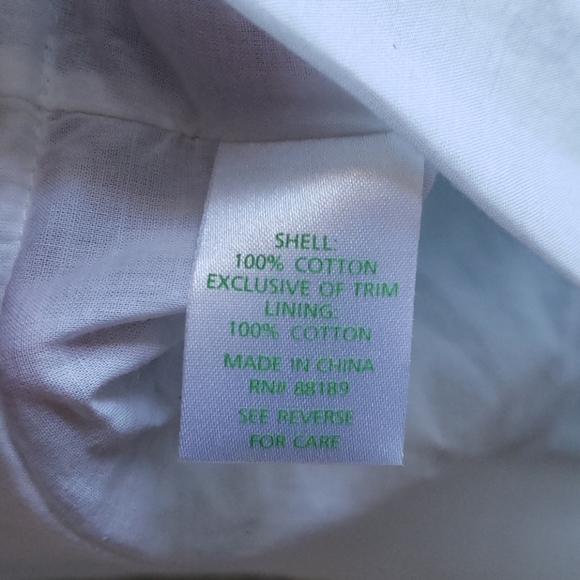 SHELL:
100% COTTON
EXCLUSIVE OF TRIM
LINING:
100% COTTON
MADE IN CHINA
RN# 88189
SEE REVERSE
FOR CARE